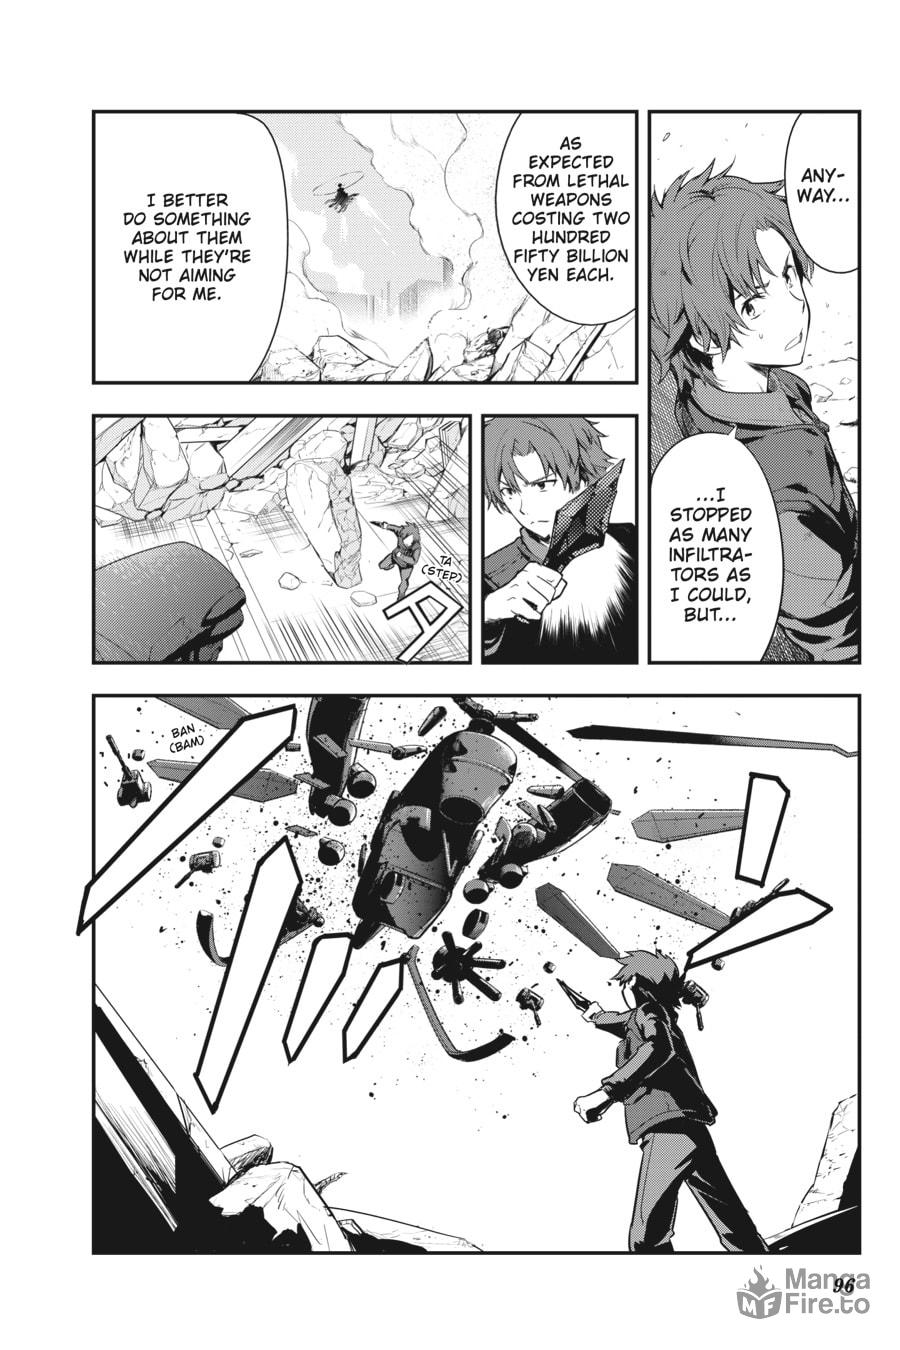 ANY-
WAY...
...I
STOPPED
AS MANY
INFILTRA-
TORS AS
I COULD,
BUT...
AS
EXPECTED
FROM LETHAL
WEAPONS
COSTING TWO
HUNDRED
FIFTY BILLION
YEN EACH.
I BETTER
DO SOMETHING
ABOUT THEM
WHILE THEY'RE
NOT AIMING
FOR ME.
TA
(STEP)
BAN
(BAM)
96
Manga
Fire.to
MF